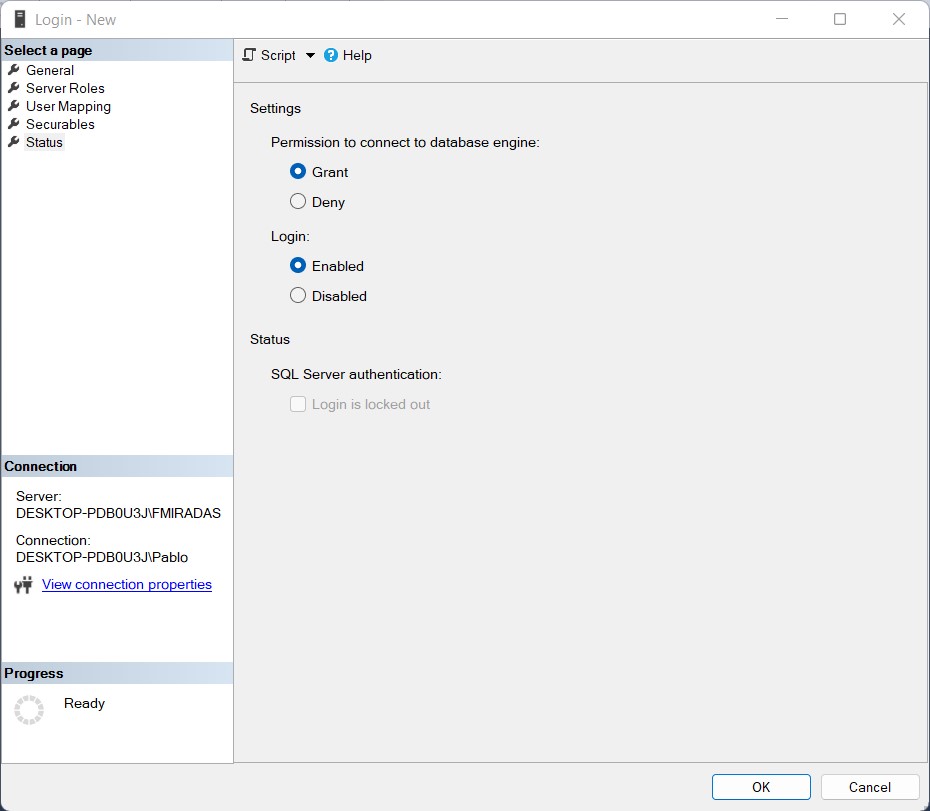 Login - New
Select a page
General
Server Roles
User Mapping
Securables
Status
Script
Help
Settings
Permission to connect to database engine:
Grant
Deny
Login:
Enabled
Disabled
Status
SQL Server authentication:
Login is locked out
Connection
Server:
DESKTOP-PDB0U3J\FMIRADAS
Connection:
DESKTOP-PDB0U3J\Pablo
View connection properties
Progress
Ready
OK
Cancel